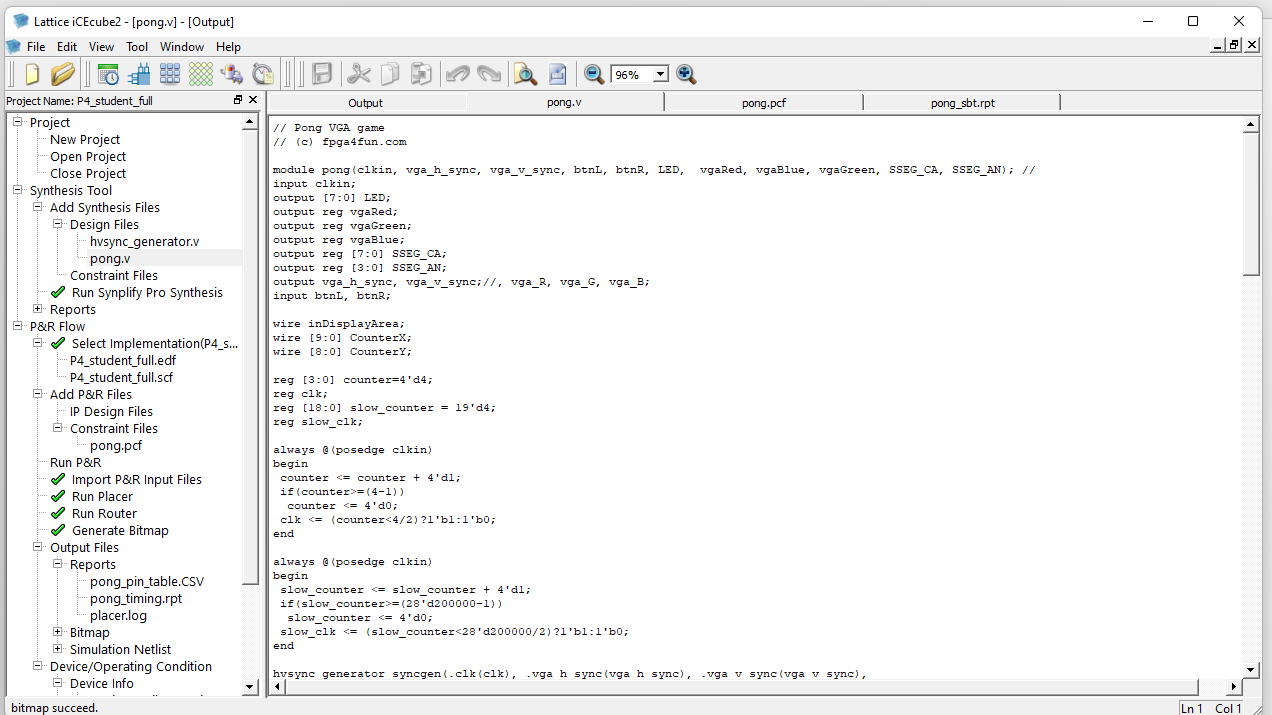 Lattice iCEcube2 - [pong.v] - [Output]
File Edit View Tool Window Help
96%
Project Name: P4_student_full
Project
New Project
Open Project
Close Project
Synthesis Tool
Add Synthesis Files
Design Files
hvsync_generator.v
pong.v
Constraint Files
Run Synplify Pro Synthesis
Reports
P&R Flow
Select Implementation(P4_s...
P4_student_full.edf
P4_student_full.scf
Add P&R Files
IP Design Files
Constraint Files
pong.pcf
Run P&R
Import P&R Input Files
Run Placer
Run Router
Generate Bitmap
Output Files
Reports
pong_pin_table.CSV
pong_timing.rpt
placer.log
Bitmap
Simulation Netlist
Device/Operating Condition
Device Info
Output pong.v pong.pcf pong_sbt.rpt
// Pong VGA game
// (c) fpga4fun.com
module pong(clkin, vga_h_sync, vga_v_sync, btnL, btnR, LED,  vgaRed, vgaBlue, vgaGreen, SSEG_CA, SSEG_AN); //
input clkin;
output [7:0] LED;
output reg vgaRed;
output reg vgaGreen;
output reg vgaBlue;
output reg [7:0] SSEG_CA;
output reg [3:0] SSEG_AN;
output vga_h_sync, vga_v_sync;//, vga_R, vga_G, vga_B;
input btnL, btnR;
wire inDisplayArea;
wire [9:0] CounterX;
wire [8:0] CounterY;
reg [3:0] counter=4'd4;
reg clk;
reg [18:0] slow_counter = 19'd4;
reg slow_clk;
always @(posedge clkin)
begin
counter <= counter + 4'd1;
if(counter>=(4-1))
counter <= 4'd0;
clk <= (counter<4/2)?1'b1:1'b0;
end
always @(posedge clkin)
begin
slow_counter <= slow_counter + 4'd1;
if(slow_counter>=(28'd200000-1))
slow_counter <= 4'd0;
slow_clk <= (slow_counter<28'd200000/2)?1'b1:1'b0;
end
hvsync_generator syncgen(.clk(clk), .vga_h_sync(vga_h_sync), .vga_v_sync(vga_v_sync),
bitmap succeed.
Ln 1 Col 1